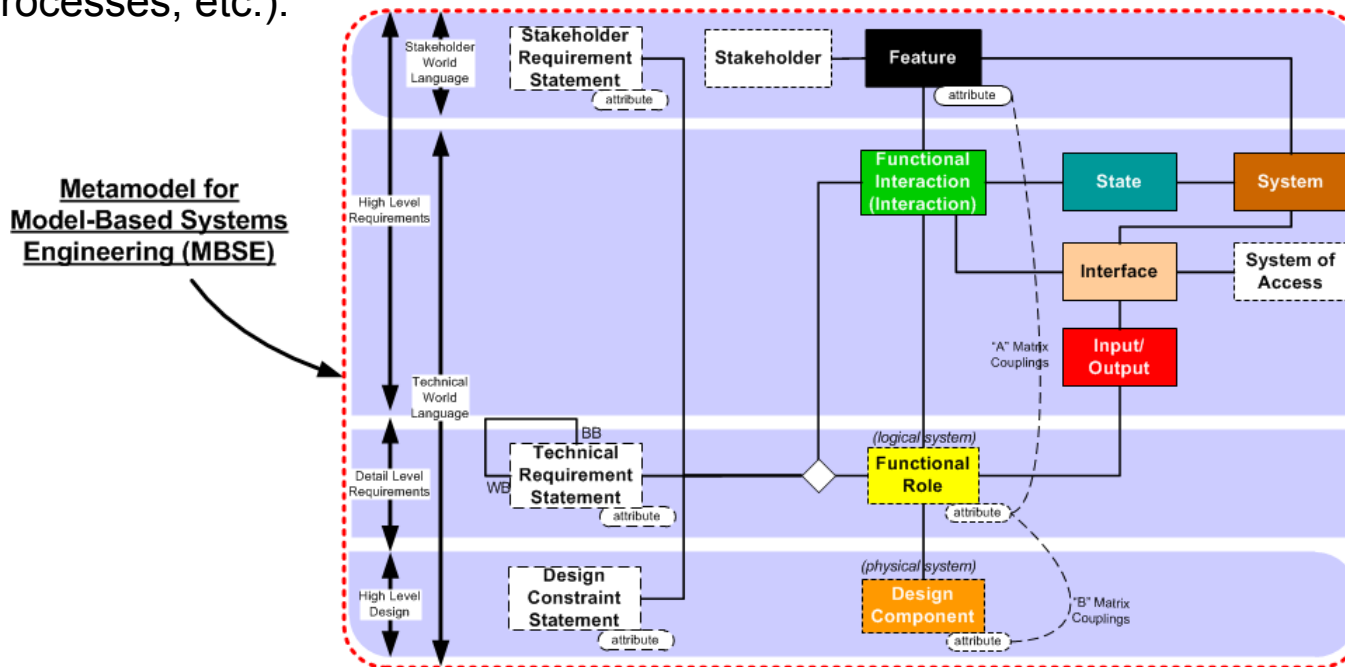 rocesses, etc.).
Stakeholder
World
Language
Stakeholder
Requirement
Statement
attribute
Stakeholder
Feature
attribute
Metamodel for
Model-Based Systems
Engineering (MBSE)
High Level
Requirements
Functional
Interaction
(Interaction)
State
System
Interface
System of
Access
"A" Matrix
Couplings
Input/
Output
Technical
World
Language
Detail Level
Requirements
BB
WB
Technical
Requirement
Statement
attribute
(logical system)
Functional
Role
attribute
High Level
Design
Design
Constraint
Statement
attribute
(physical system)
Design
Component
attribute
"B" Matrix
Couplings